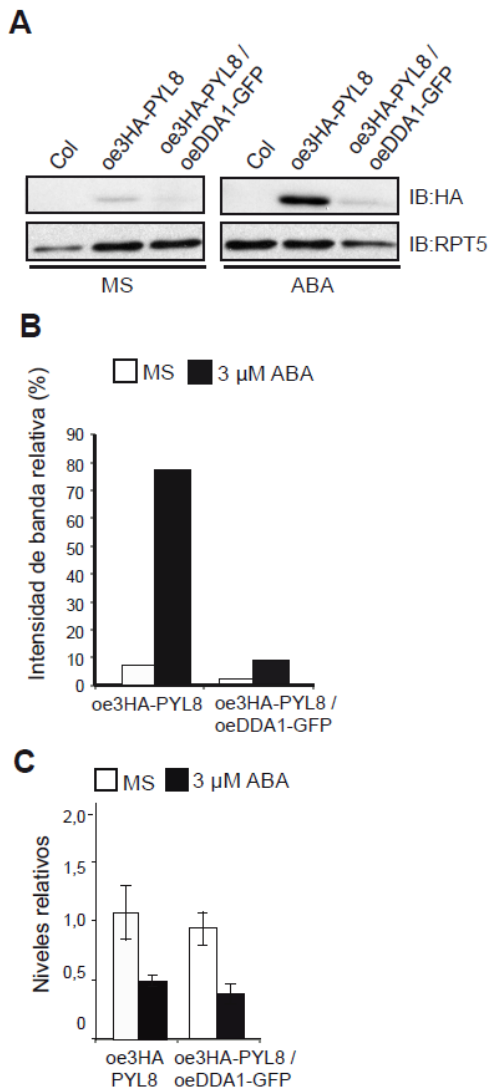 A
Col
oe3HA-PYL8
oe3HA-PYL8 /
oeDDA1-GFP
Col
oe3HA-PYL8
oe3HA-PYL8 /
oeDDA1-GFP
IB:HA
IB:RPT5
MS
ABA
B
MS
3 µM ABA
Intensidad de banda relativa (%)
90
80
70
60
50
40
30
20
10
0
oe3HA-PYL8
oe3HA-PYL8 /
oeDDA1-GFP
C
MS
3 µM ABA
Niveles relativos
2,0
1,5
1,0
0,5
0
oe3HA
PYL8
oe3HA-PYL8 /
oeDDA1-GFP